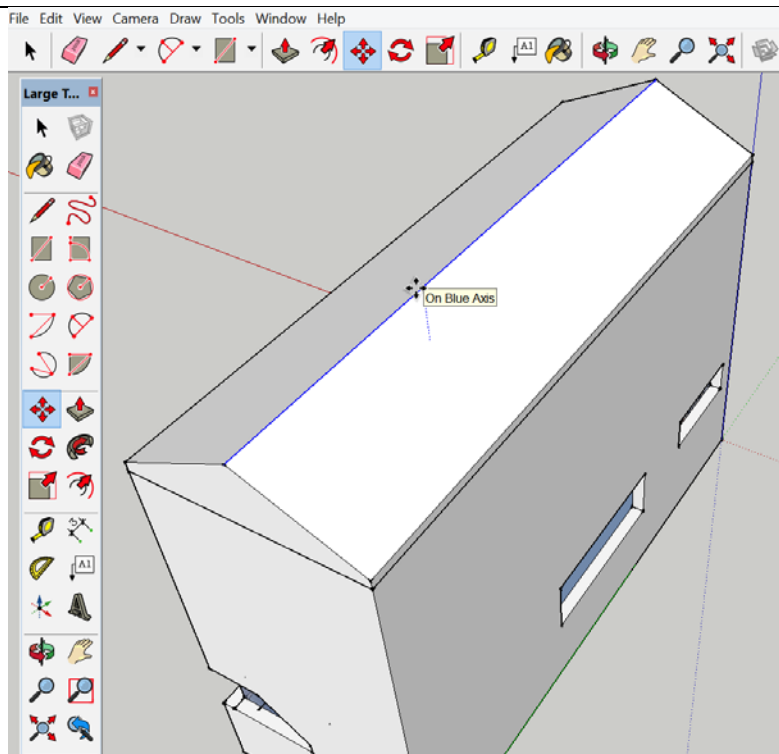 File Edit View Camera Draw Tools Window Help
A1
Large T...
On Blue Axis
A1